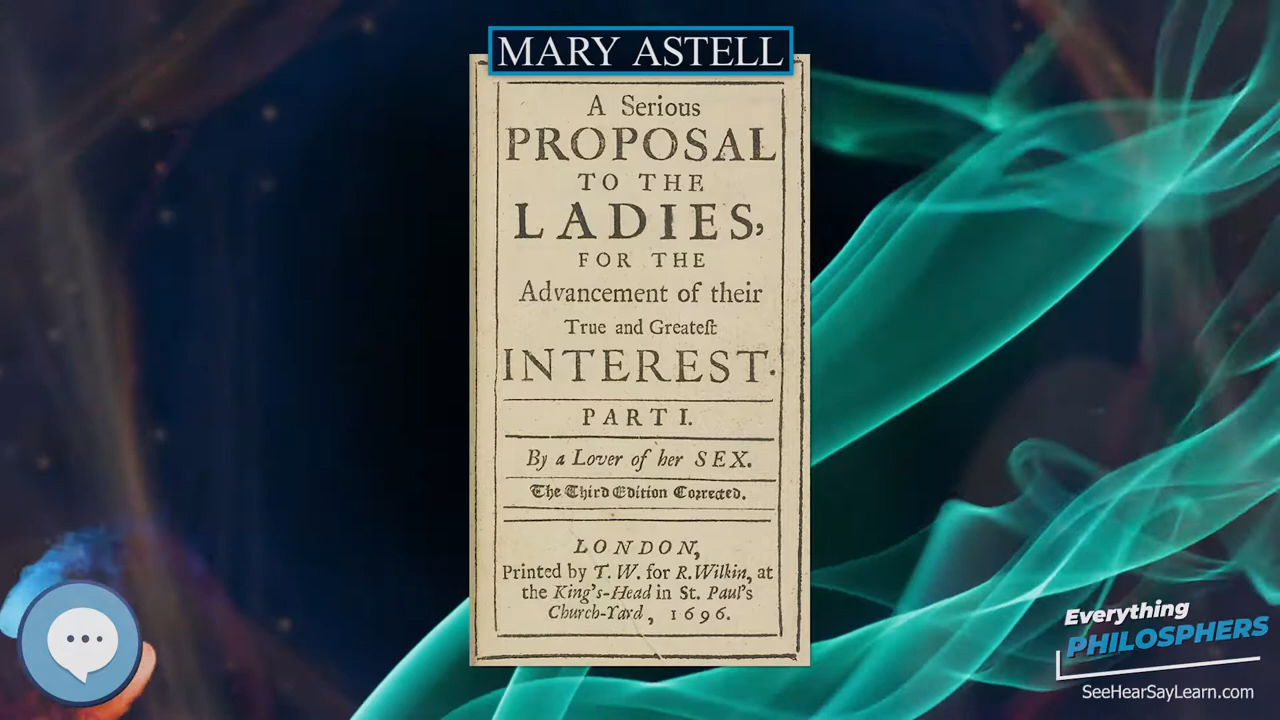 MARY ASTELL
A Serious
PROPOSAL
TO THE
LADIES,
FOR THE
Advancement of their
True and Greateſt
INTEREST.
PART I.
By a Lover of her SEX.
The Third Edition Corrected.
LONDON,
Printed by T. W. for R. Wilkin, at
the King's-Head in St. Paul's
Church-Yard, 1696.
Everything
PHILOSPHERS
SeeHearSayLearn.com